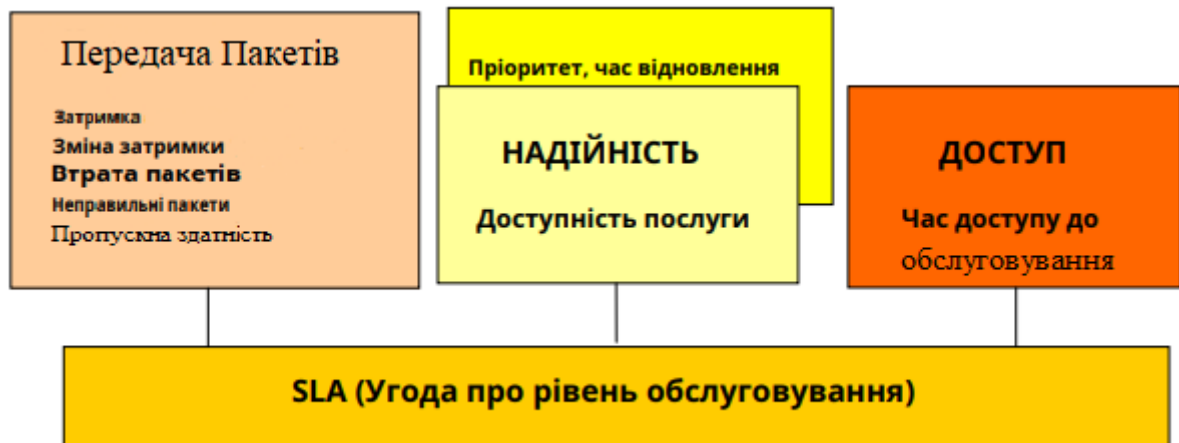 Передача Пакетів
Затримка
Зміна затримки
Втрата пакетів
Неправильні пакети
Пропускна здатність
Пріоритет, час відновлення
НАДІЙНІСТЬ
Доступність послуги
ДОСТУП
Час доступу до
обслуговування
SLA (Угода про рівень обслуговування)